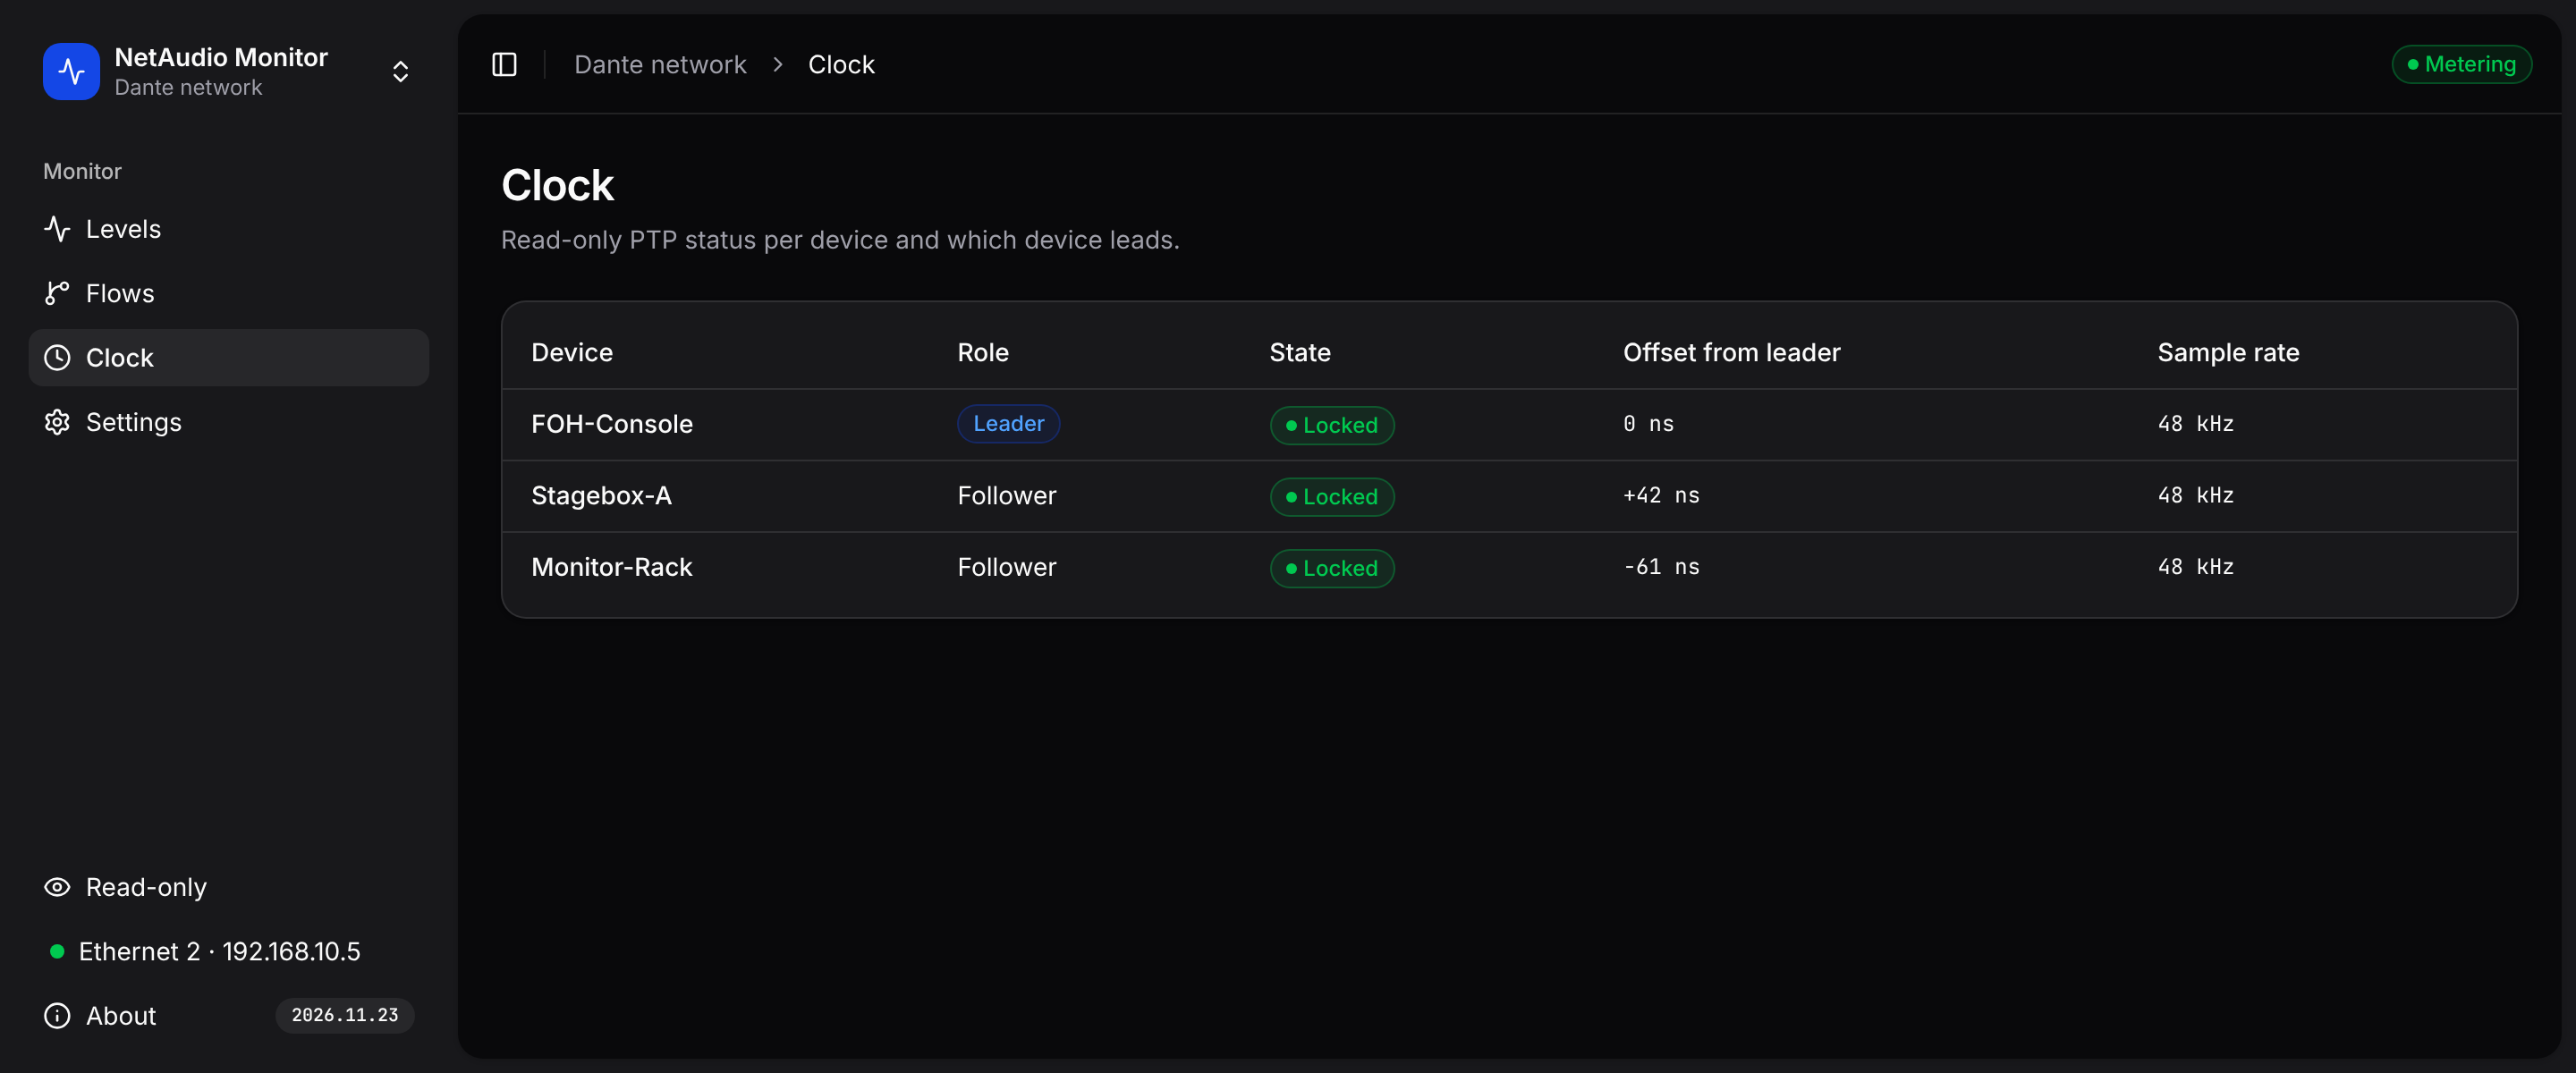 NetAudio Monitor
Dante network
Monitor
Levels
Flows
Clock
Settings
Read-only
Ethernet 2 · 192.168.10.5
About 2026.11.23
Dante network > Clock
Metering
Clock
Read-only PTP status per device and which device leads.
Device Role State Offset from leader Sample rate
FOH-Console Leader Locked 0 ns 48 kHz
Stagebox-A Follower Locked +42 ns 48 kHz
Monitor-Rack Follower Locked -61 ns 48 kHz